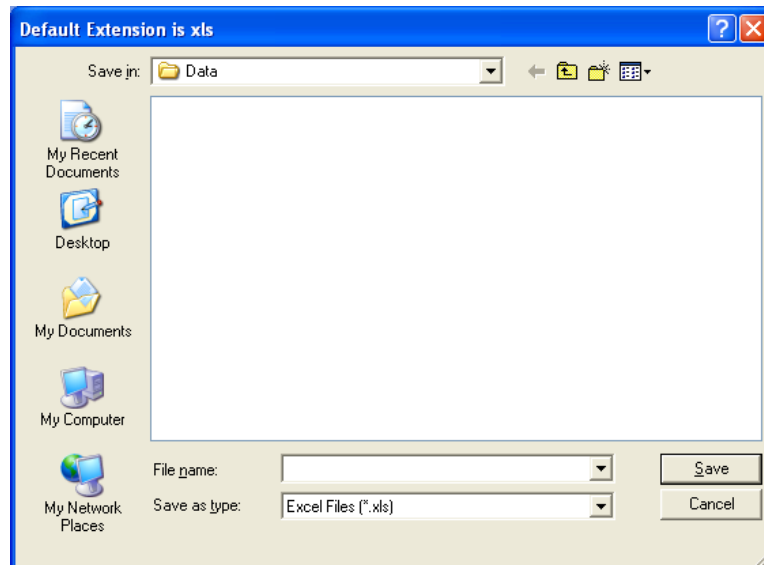 Default Extension is xls
Save in: Data
My Recent
Documents
Desktop
My Documents
My Computer
My Network
Places
File name:
Save
Save as type: Excel Files (*.xls)
Cancel